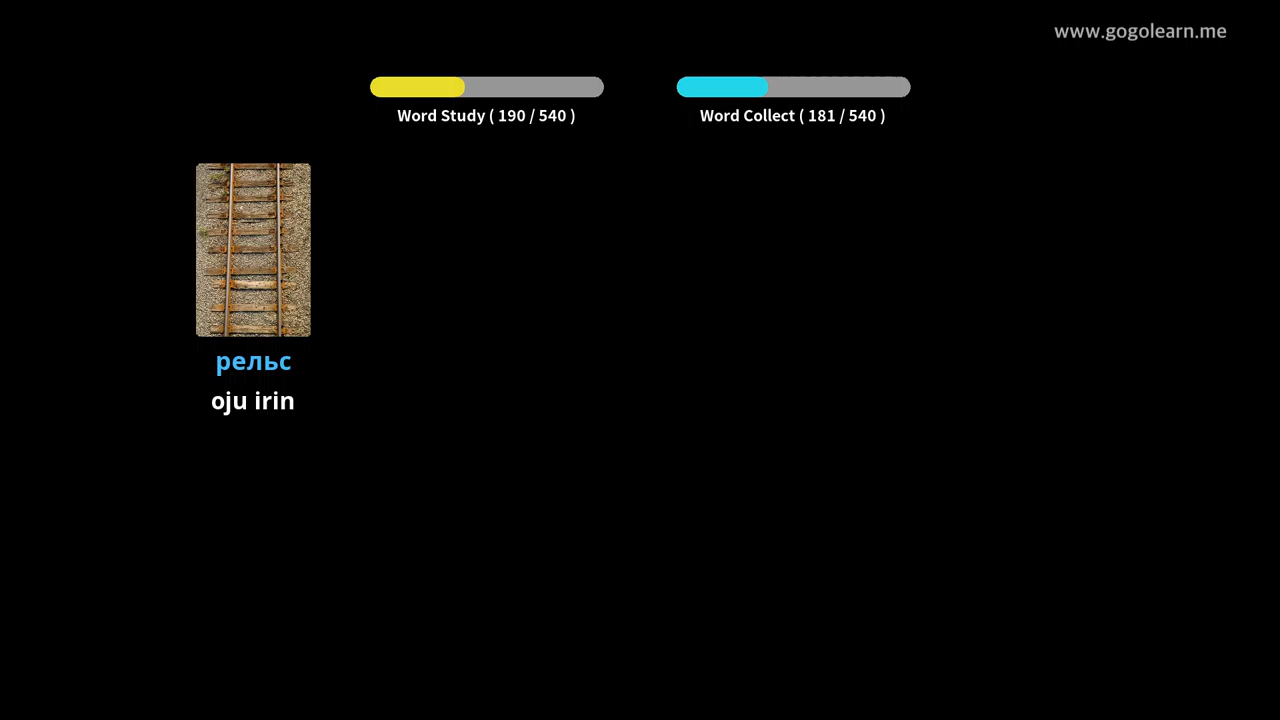 www.gogolearn.me
Word Study ( 190 / 540 )
Word Collect ( 181 / 540 )
рельс
oju irin